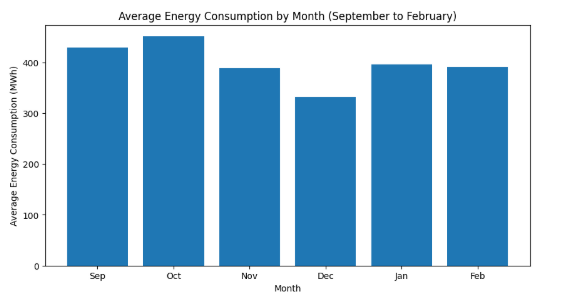 Average Energy Consumption by Month (September to February)
Average Energy Consumption (MWh)
400
300
200
100
0
Sep Oct Nov Dec Jan Feb
Month